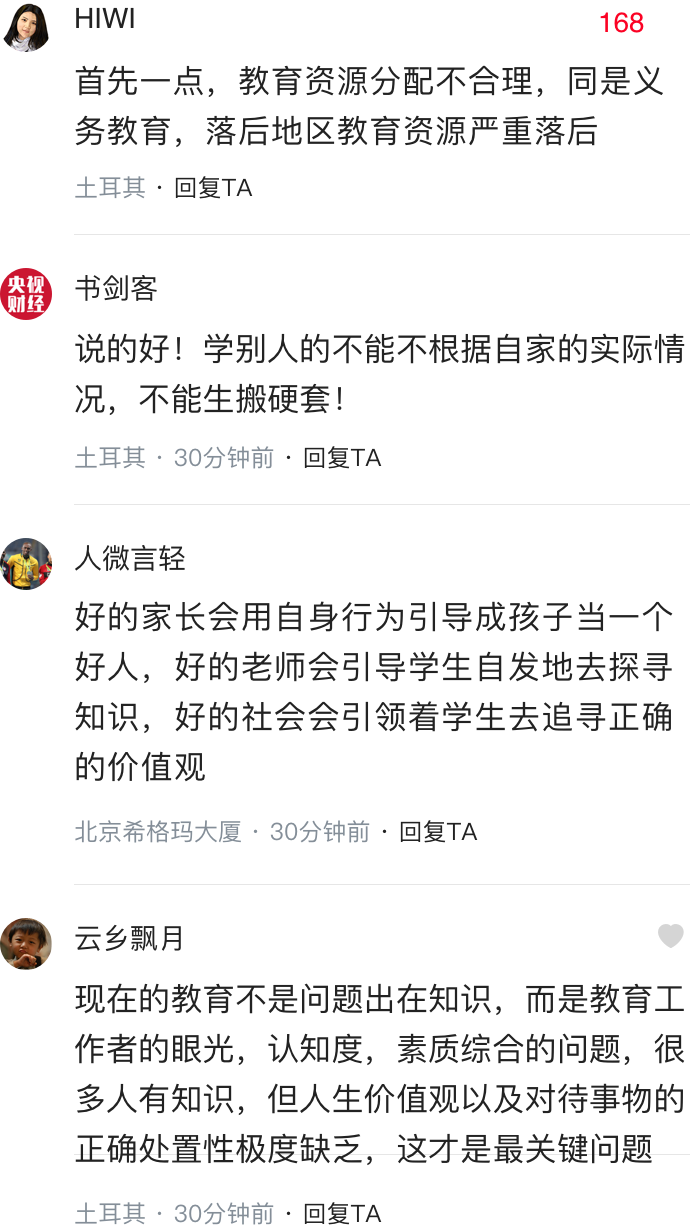 HIWI
168
首先一点，教育资源分配不合理，同是义
务教育，落后地区教育资源严重落后
土耳其 · 回复TA
央视
财经
书剑客
说的好！学别人的不能不根据自家的实际情
况，不能生搬硬套！
土耳其 · 30分钟前 · 回复TA
人微言轻
好的家长会用自身行为引导成孩子当一个
好人，好的老师会引导学生自发地去探寻
知识，好的社会会引领着学生去追寻正确
的价值观
北京希格玛大厦 · 30分钟前 · 回复TA
云乡飘月
现在的教育不是问题出在知识，而是教育工
作者的眼光，认知度，素质综合的问题，很
多人有知识，但人生价值观以及对待事物的
正确处置性极度缺乏，这才是最关键问题
土耳其 · 30分钟前 · 回复TA